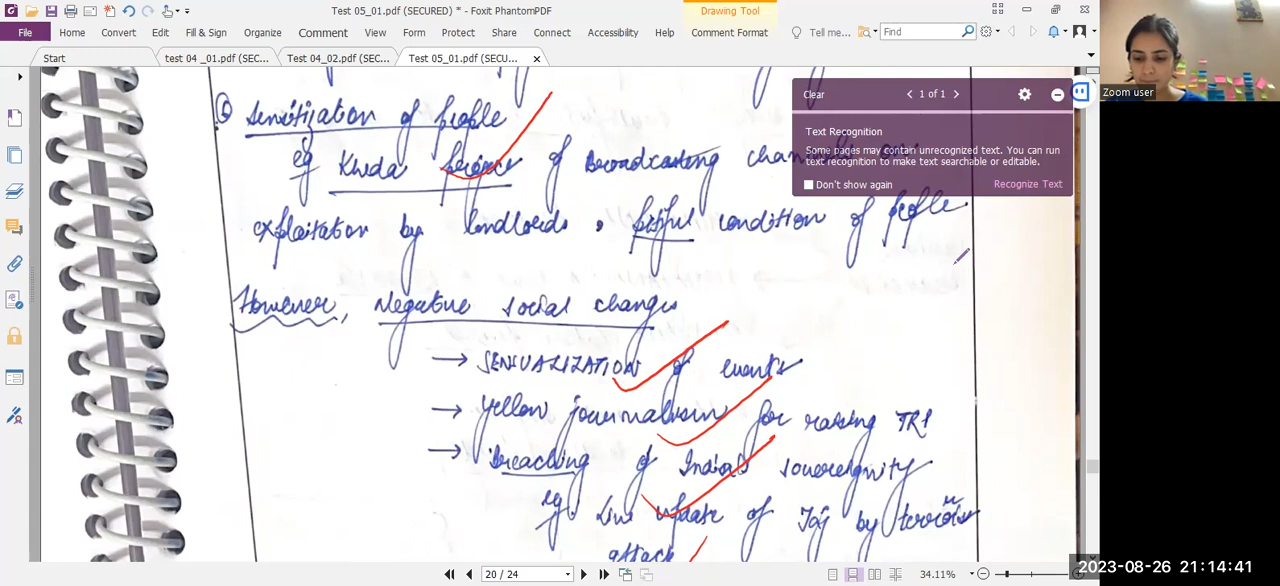 Test 05_01.pdf (SECURED) * - Foxit PhantomPDF
Drawing Tool
File Home Convert Edit Fill & Sign Organize Comment View Form Protect Share Connect Accessibility Help Comment Format Tell me... Find
Start test 04 _01.pdf (SEC... Test 04_02.pdf (SEC... Test 05_01.pdf (SECU...
Clear 1 of 1
Text Recognition
Some pages may contain unrecognized text. You can run
text recognition to make text searchable or editable.
Don't show again Recognize Text
Zoom user
of people
eg of Broadcasting
exploitation by landlords, pitiful condition of people
However, Negative social changes
→ SENSUALIZATION of events
→ Yellow journalism for raising TRP
→ Breaching of India's sovereignity
eg. Live update of Taj by
attack
20 / 24
34.11%
2023-08-26 21:14:41